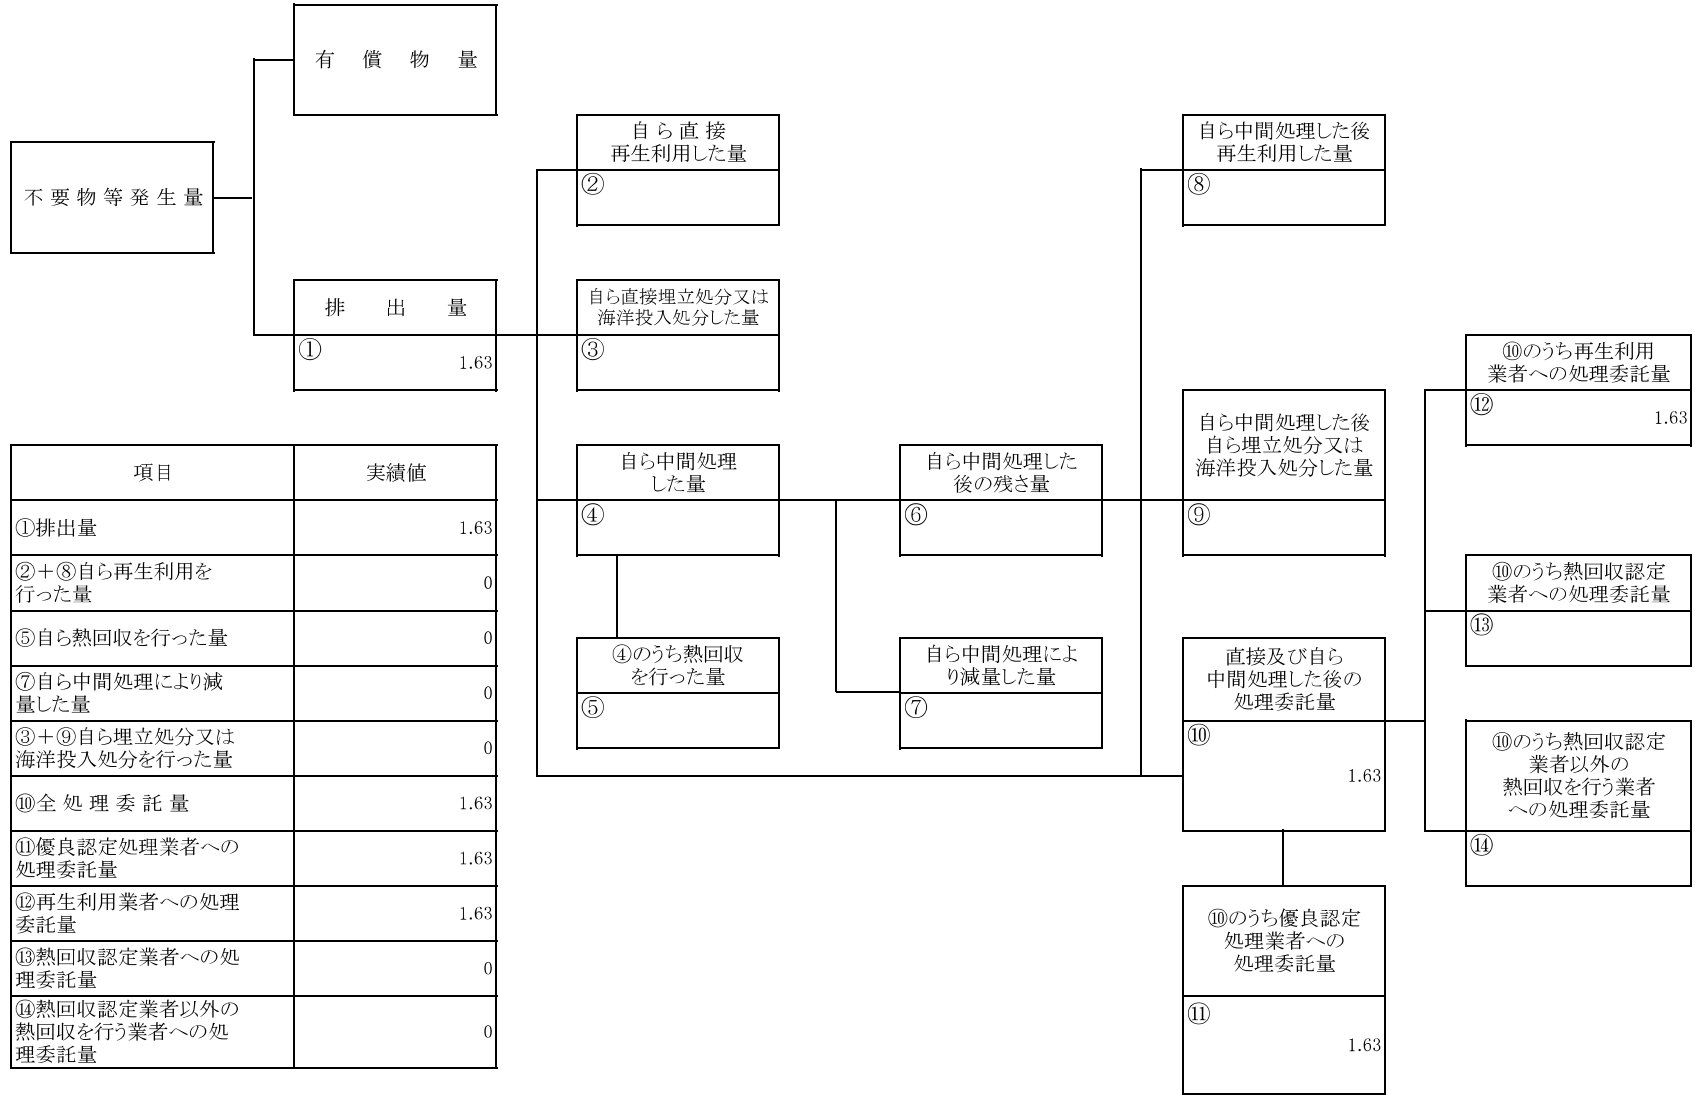 有償物量
不要物等発生量
排出量
①
1.63
自ら直接
再生利用した量
②
自ら直接埋立処分又は
海洋投入処分した量
③
自ら中間処理
した量
④
④のうち熱回収
を行った量
⑤
自ら中間処理した
後の残さ量
⑥
自ら中間処理によ
り減量した量
⑦
自ら中間処理した後
再生利用した量
⑧
自ら中間処理した後
自ら埋立処分又は
海洋投入処分した量
⑨
直接及び自ら
中間処理した後の
処理委託量
⑩
1.63
⑩のうち優良認定
処理業者への
処理委託量
⑪
1.63
⑩のうち再生利用
業者への処理委託量
⑫
1.63
⑩のうち熱回収認定
業者への処理委託量
⑬
⑩のうち熱回収認定
業者以外の
熱回収を行う業者
への処理委託量
⑭
項目 実績値
①排出量 1.63
②+⑧自ら再生利用を
行った量 0
⑤自ら熱回収を行った量 0
⑦自ら中間処理により減
量した量 0
③+⑨自ら埋立処分又は
海洋投入処分を行った量 0
⑩全処理委託量 1.63
⑪優良認定処理業者への
処理委託量 1.63
⑫再生利用業者への処理
委託量 1.63
⑬熱回収認定業者への処
理委託量 0
⑭熱回収認定業者以外の
熱回収を行う業者への処
理委託量 0